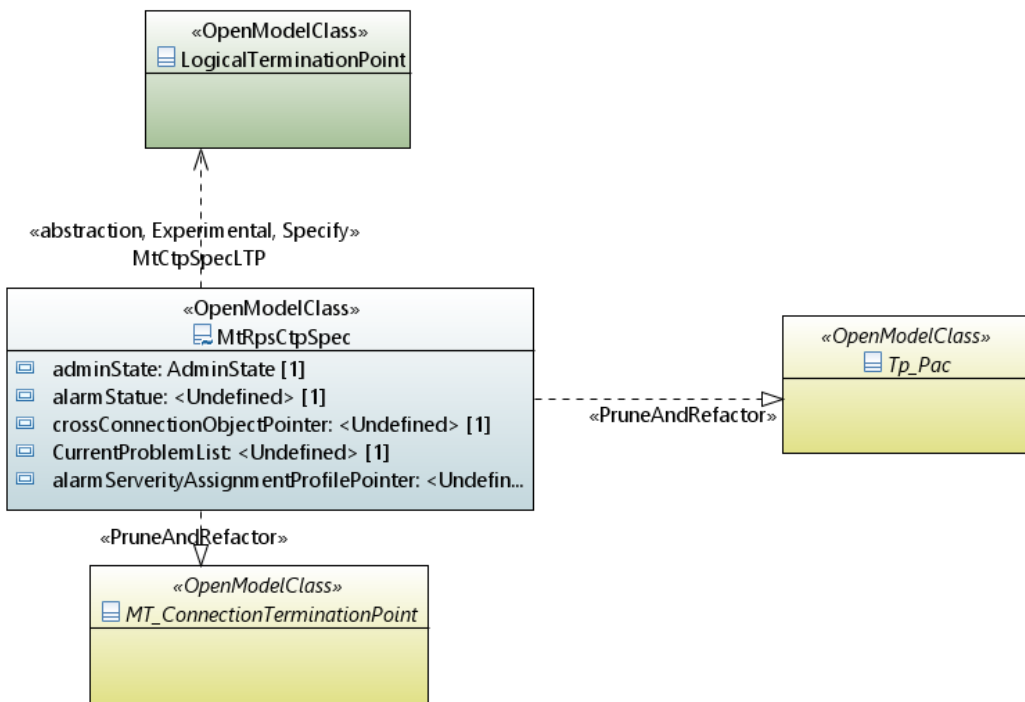 «OpenModelClass»
LogicalTerminationPoint
«abstraction, Experimental, Specify»
MtCtpSpecLTP
«OpenModelClass»
MtRpsCtpSpec
adminState: AdminState [1]
alarmStatue: <Undefined> [1]
crossConnectionObjectPointer: <Undefined> [1]
CurrentProblemList: <Undefined> [1]
alarmServerityAssignmentProfilePointer: <Undefin...
«PruneAndRefactor»
«OpenModelClass»
Tp_Pac
«PruneAndRefactor»
«OpenModelClass»
MT_ConnectionTerminationPoint